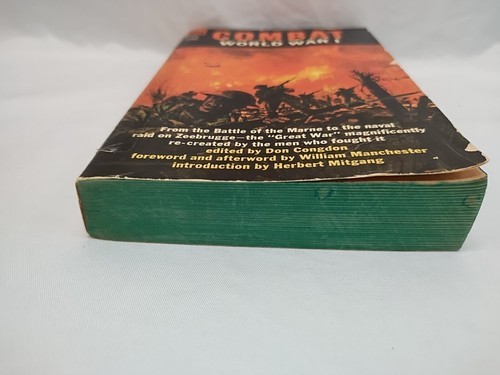 COMBAT
WORLD WAR I
From the Battle of the Marne to the naval
raid on Zeebrugge—the "Great War" magnificently
re-created by the men who fought it
edited by Don Congdon
foreword and afterword by William Manchester
introduction by Herbert Mitgang